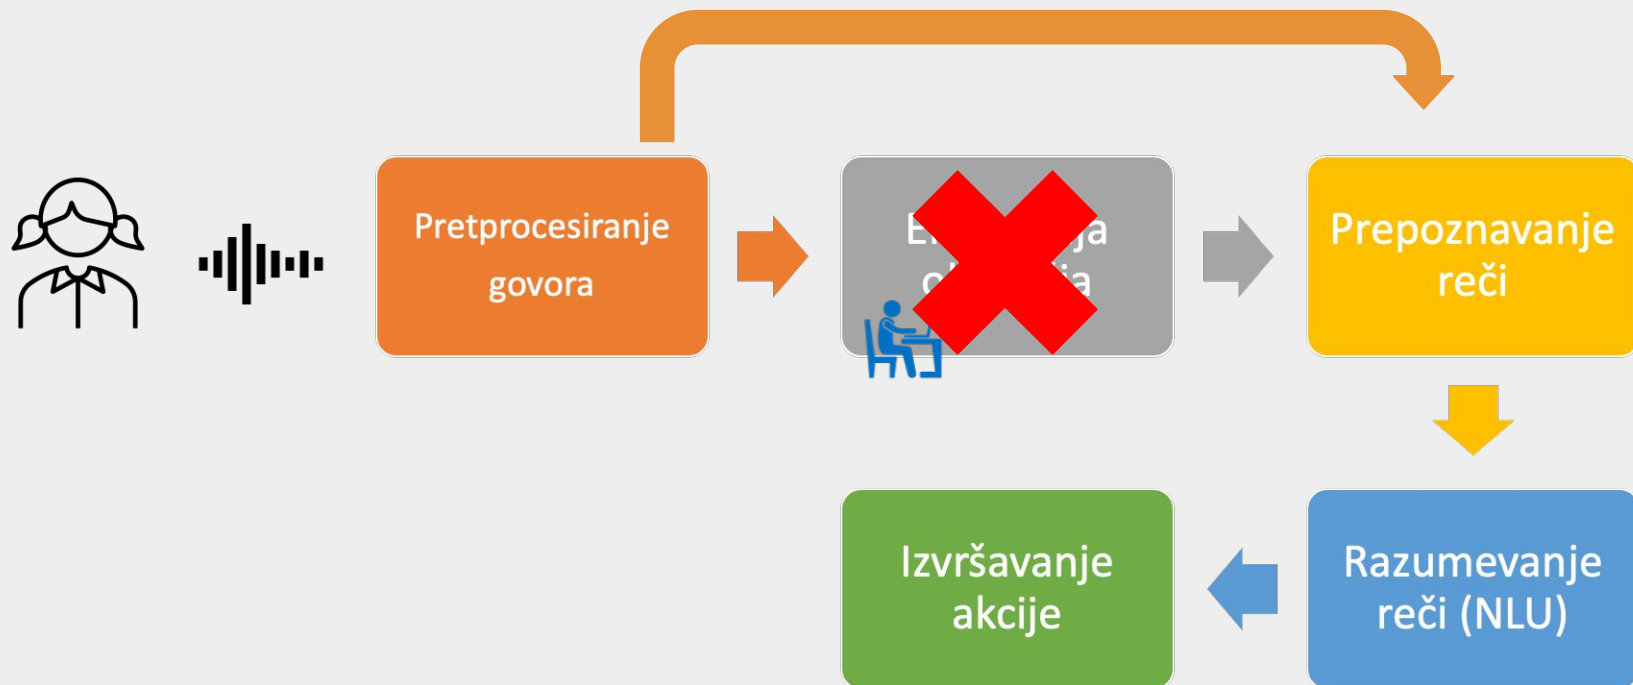 Pretprocesiranje
govora
Prepoznavanje
reči
Razumevanje
reči (NLU)
Izvršavanje
akcije